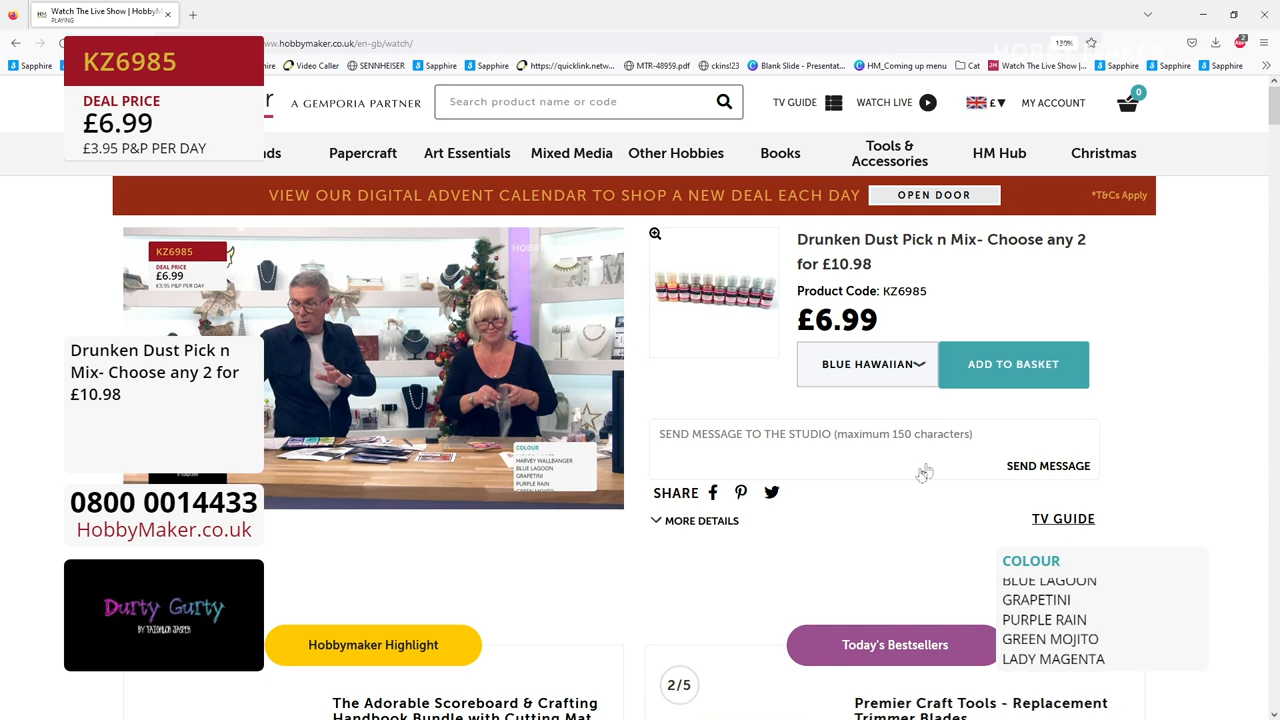 Watch The Live Show | HobbyM
PLAYING
ww.hobbymaker.co.uk/en-gb/watch/
130%
2
Sapphire
Video Caller
SENNHEISER
Sapphire
Sapphire
https://quicklink.netw...
MTR-48959.pdf
ckins!23
Blank Slide - Presentat...
HM_Coming up menu
Cat
Watch The Live Show |...
Sapphire
Sapphire
Sapphire
HOBBYMAKER
KZ6985
DEAL PRICE
£6.99
£3.95 P&P PER DAY
r
A GEMPORIA PARTNER
Search product name or code
TV GUIDE
WATCH LIVE
£
MY ACCOUNT
0
nds
Papercraft
Art Essentials
Mixed Media
Other Hobbies
Books
Tools &
Accessories
HM Hub
Christmas
VIEW OUR DIGITAL ADVENT CALENDAR TO SHOP A NEW DEAL EACH DAY
OPEN DOOR
*T&Cs Apply
KZ6985
DEAL PRICE
£6.99
£3.95 P&P PER DAY
COLOUR
HARVEY WALLBANGER
BLUE LAGOON
GRAPETINI
PURPLE RAIN
GREEN MOJITO
Drunken Dust Pick n Mix- Choose any 2
for £10.98
Product Code: KZ6985
£6.99
BLUE HAWAIIAN
ADD TO BASKET
SEND MESSAGE TO THE STUDIO (maximum 150 characters)
SEND MESSAGE
SHARE
MORE DETAILS
TV GUIDE
Drunken Dust Pick n
Mix- Choose any 2 for
£10.98
0800 0014433
HobbyMaker.co.uk
Durty Gurty
BY TAISHLOR JASPER
COLOUR
BLUE LAGOON
GRAPETINI
PURPLE RAIN
GREEN MOJITO
LADY MAGENTA
Hobbymaker Highlight
Today's Bestsellers
2/5
The Adorable Scoreboard & Crafting
Handbook Bundle with Cutting Mat
Premier Craft Tools - Replacement
Trimmer Blades